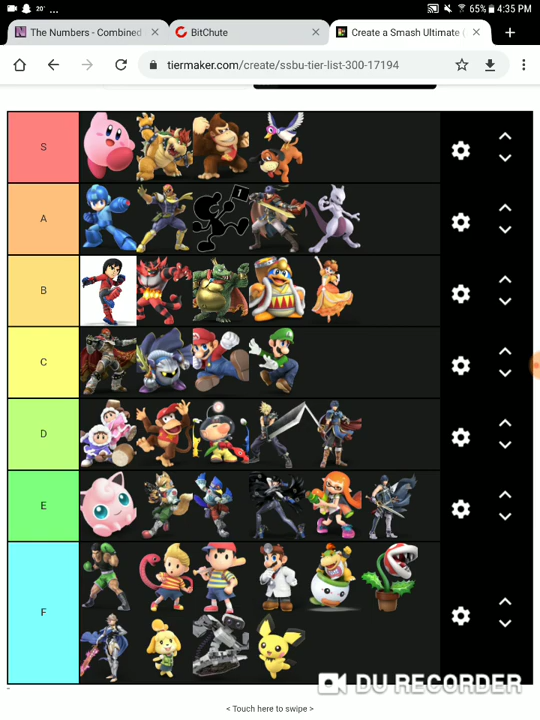 20+ 65% 4:35 PM
The Numbers - Combined × BitChute × Create a Smash Ultimate ( × +
tiermaker.com/create/ssbu-tier-list-300-17194
S
A
1
B
C
D
E
F
DU RECORDER
< Touch here to swipe >